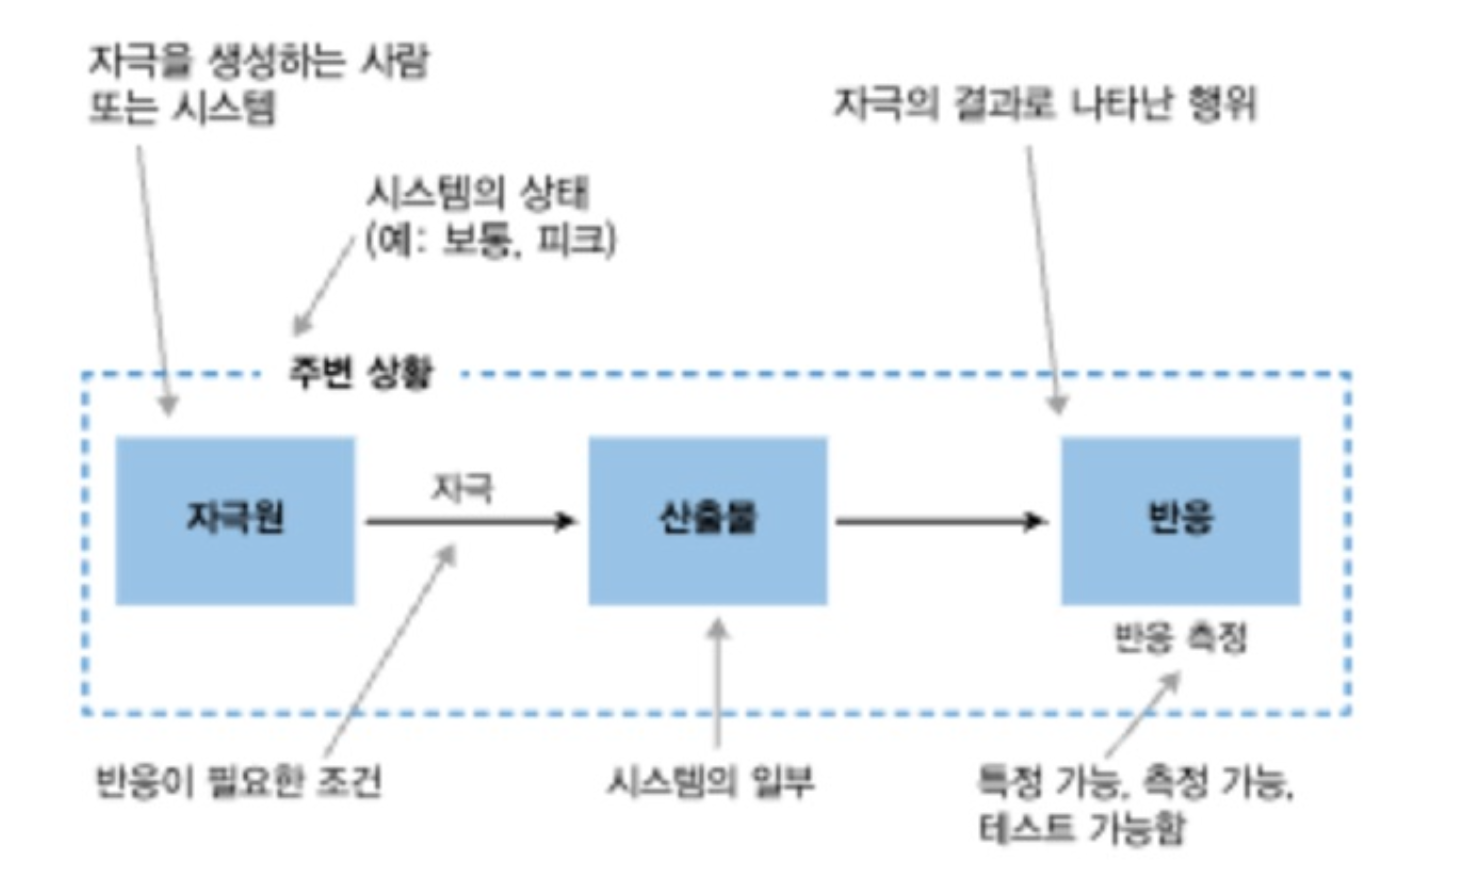 자극을 생성하는 사람
또는 시스템
자극의 결과로 나타난 행위
시스템의 상태
(예: 보통, 피크)
주변 상황
자극원
자극
산출물
반응
반응 측정
반응이 필요한 조건
시스템의 일부
특정 가능, 측정 가능,
테스트 가능함